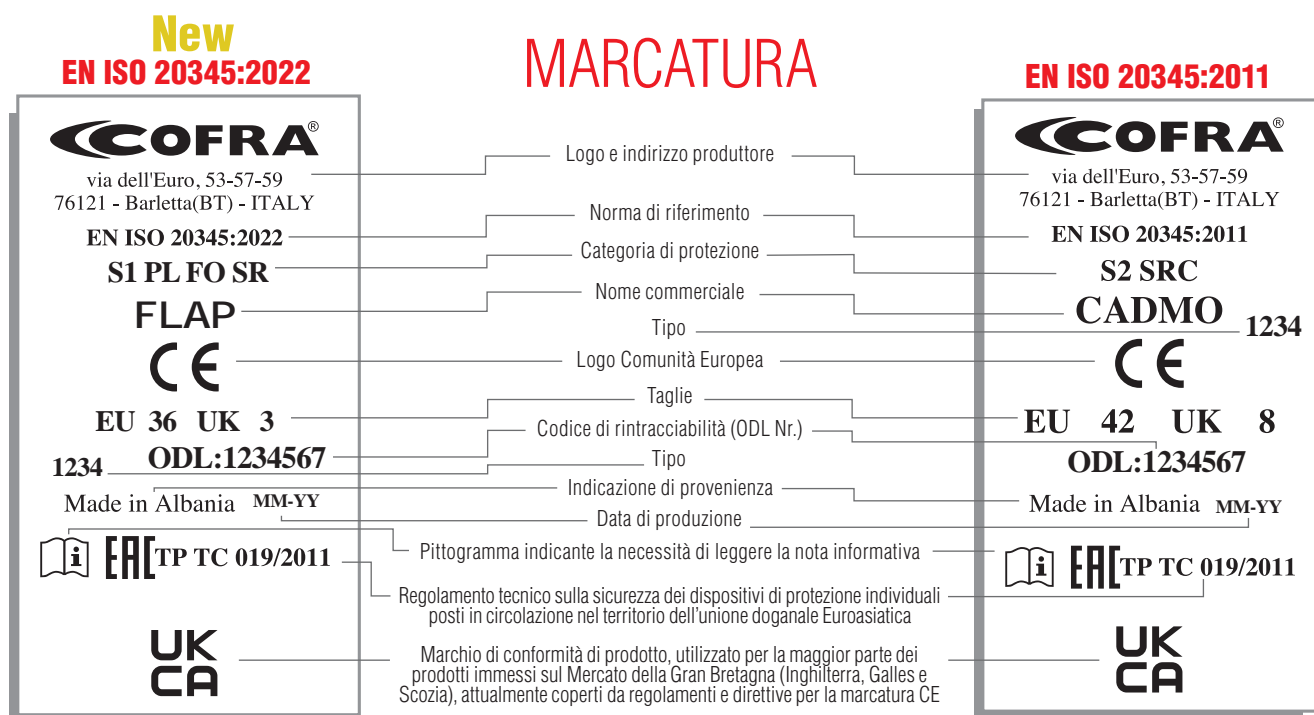 New
EN ISO 20345:2022
MARCATURA
EN ISO 20345:2011
COFRA®
via dell'Euro, 53-57-59
76121 - Barletta(BT) - ITALY
EN ISO 20345:2022
S1 PL FO SR
FLAP
CE
EU 36 UK 3
ODL:1234567
1234
Made in Albania MM-YY
i EAC TP TC 019/2011
UK
CA
Logo e indirizzo produttore
Norma di riferimento
Categoria di protezione
Nome commerciale
Tipo
Logo Comunità Europea
Taglie
Codice di rintracciabilità (ODL Nr.)
Tipo
Indicazione di provenienza
Data di produzione
Pittogramma indicante la necessità di leggere la nota informativa
Regolamento tecnico sulla sicurezza dei dispositivi di protezione individuali
posti in circolazione nel territorio dell'unione doganale Euroasiatica
Marchio di conformità di prodotto, utilizzato per la maggior parte dei
prodotti immessi sul Mercato della Gran Bretagna (Inghilterra, Galles e
Scozia), attualmente coperti da regolamenti e direttive per la marcatura CE
COFRA®
via dell'Euro, 53-57-59
76121 - Barletta(BT) - ITALY
EN ISO 20345:2011
S2 SRC
CADMO
1234
CE
EU 42 UK 8
ODL:1234567
Made in Albania MM-YY
i EAC TP TC 019/2011
UK
CA